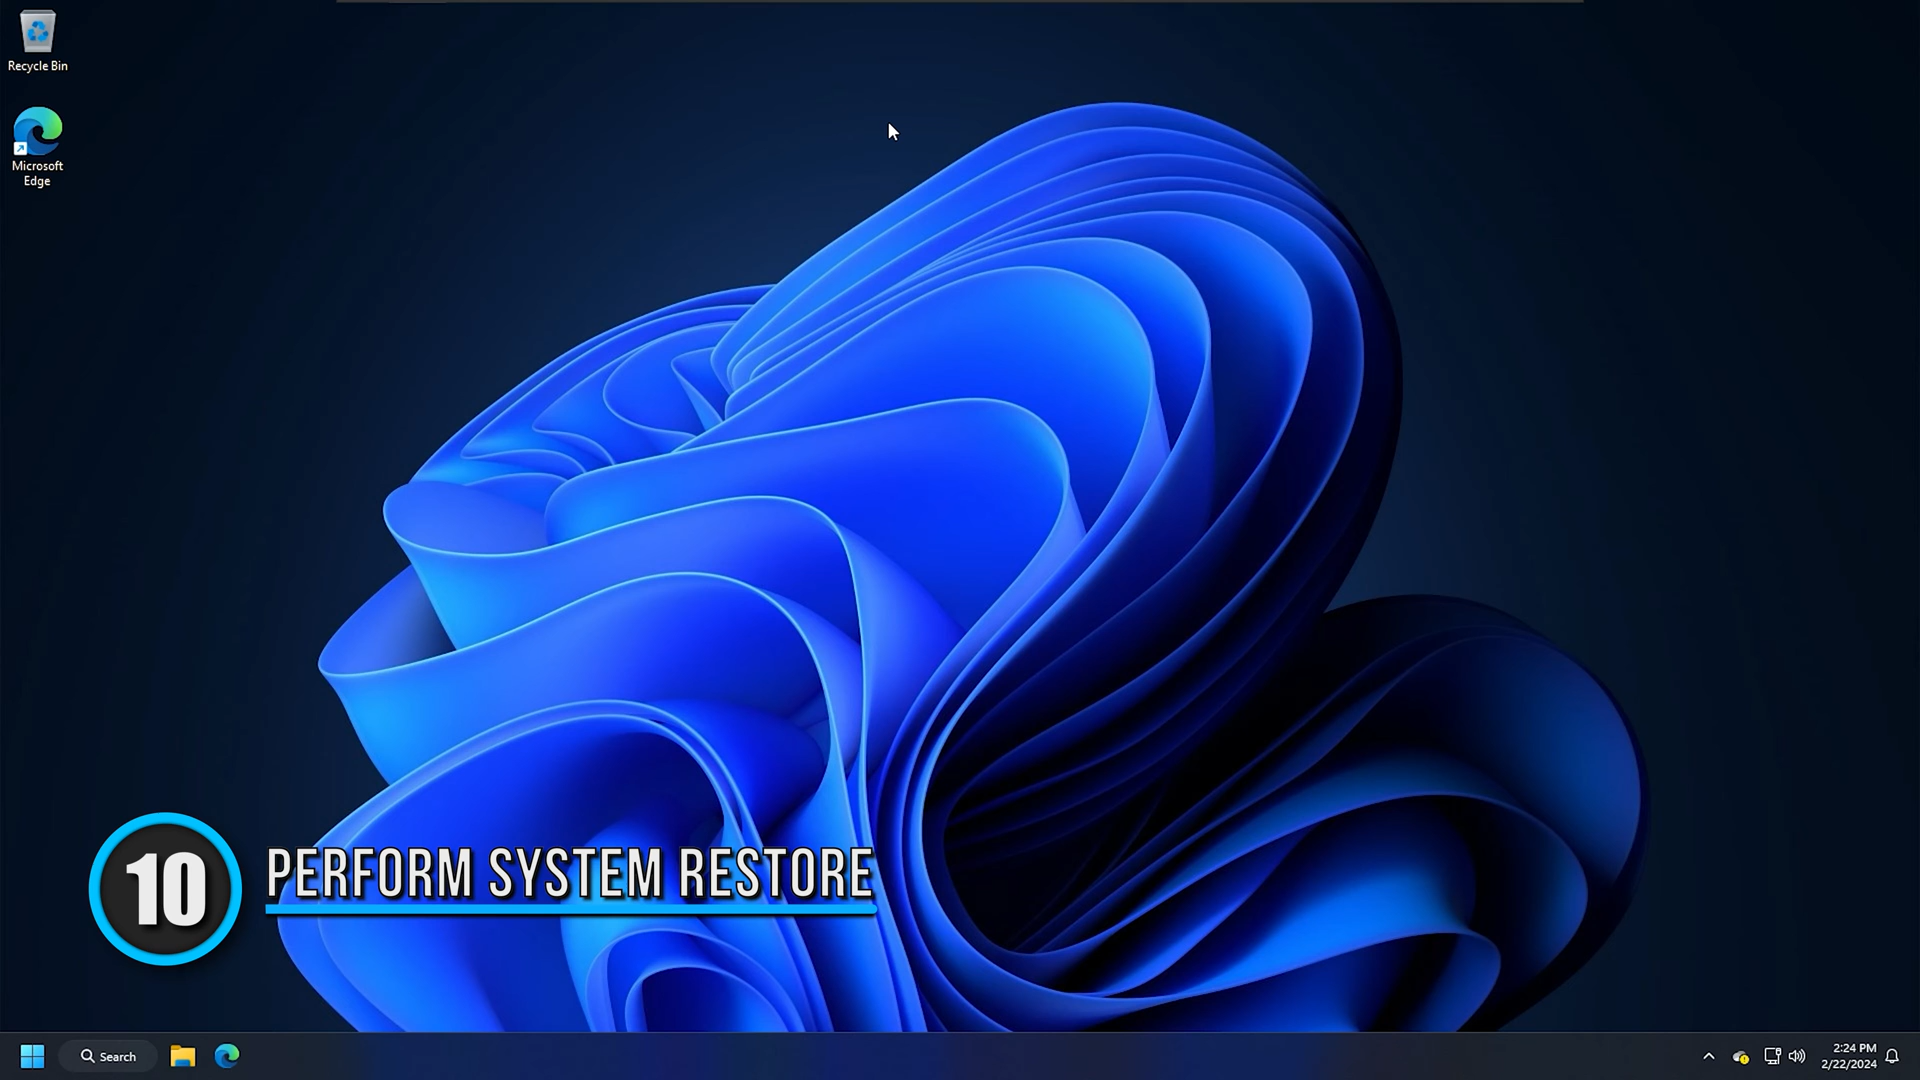 Recycle Bin
Microsoft
Edge
10
PERFORM SYSTEM RESTORE
Search
2:24 PM
2/22/2024